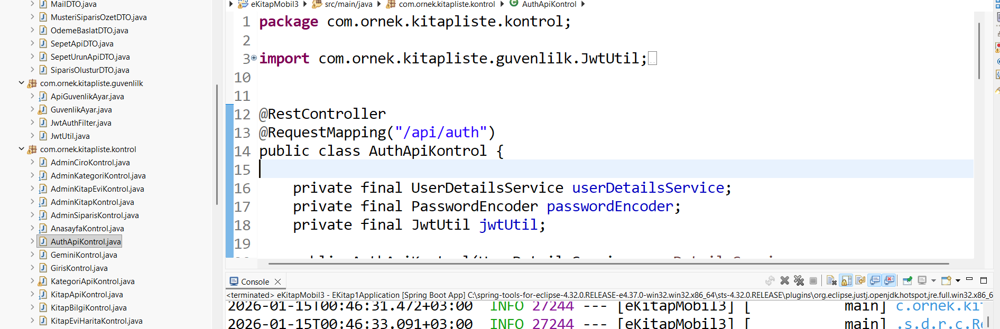 MailDTO.java
MusteriSiparisOzetDTO.java
OdemeBaslatDTO.java
SepetApiDTO.java
SepetUrunApiDTO.java
SiparisOlusturDTO.java
com.ornek.kitapliste.guvenlilk
ApiGuvenlikAyar.java
GuvenlikAyar.java
JwtAuthFilter.java
JwtUtil.java
com.ornek.kitapliste.kontrol
AdminCiroKontrol.java
AdminKategoriKontrol.java
AdminKitapEviKontrol.java
AdminKitapKontrol.java
AdminSiparisKontrol.java
AnasayfaKontrol.java
AuthApiKontrol.java
GeminiKontrol.java
GirisKontrol.java
KategoriApiKontrol.java
KitapApiKontrol.java
KitapBilgiKontrol.java
KitapEviHaritaKontrol.java
eKitapMobil3 src/main/java com.ornek.kitapliste.kontrol AuthApiKontrol
1 package com.ornek.kitapliste.kontrol;
2
3 import com.ornek.kitapliste.guvenlilk.JwtUtil;
10
11
12 @RestController
13 @RequestMapping("/api/auth")
14 public class AuthApiKontrol {
15
16 private final UserDetailsService userDetailsService;
17 private final PasswordEncoder passwordEncoder;
18 private final JwtUtil jwtUtil;
19
Console
<terminated> eKitapMobil3 - EKitap1Application [Spring Boot App] C:\spring-tools-for-eclipse-4.32.0.RELEASE-e4.37.0-win32.win32.x86_64\sts-4.32.0.RELEASE\plugins\org.eclipse.justj.openjdk.hotspot.jre.full.win32.x86_6
2026-01-15T00:46:31.472+03:00 INFO 27244 --- [eKitapMobil3] [ main] c.ornek.kit
2026-01-15T00:46:33.091+03:00 INFO 27244 --- [eKitapMobil3] [ main] .s.d.r.c.Re